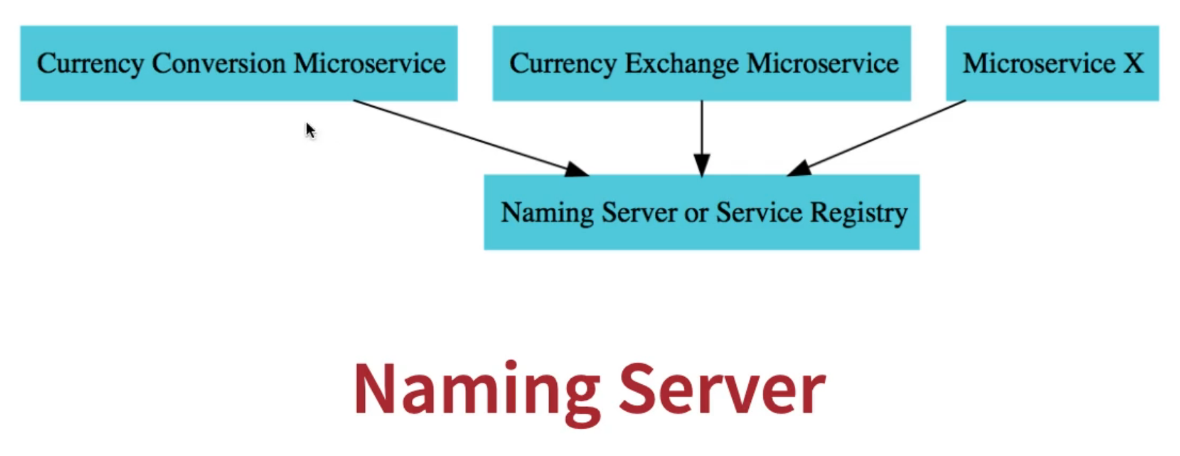 Currency Conversion Microservice
Currency Exchange Microservice
Microservice X
Naming Server or Service Registry
Naming Server